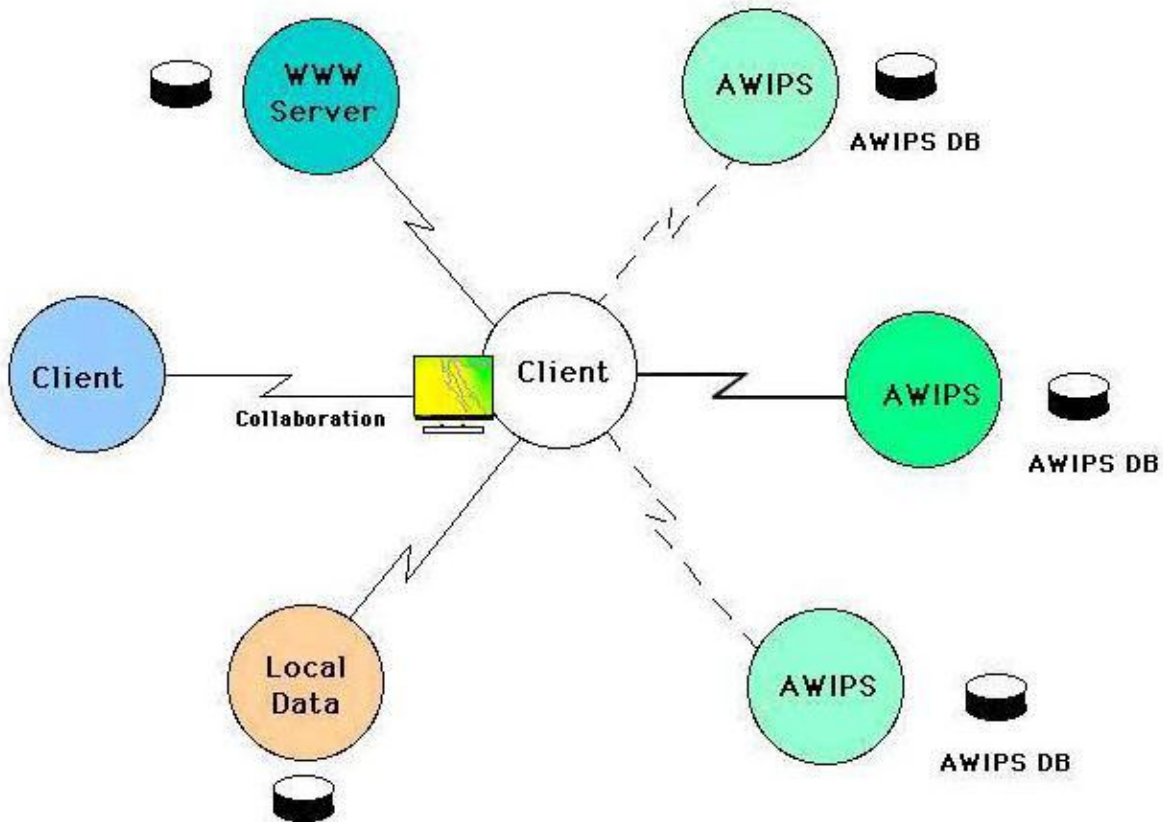 WWW
Server
AWIPS
AWIPS DB
Client
Collaboration
Client
AWIPS
AWIPS DB
Local
Data
AWIPS
AWIPS DB